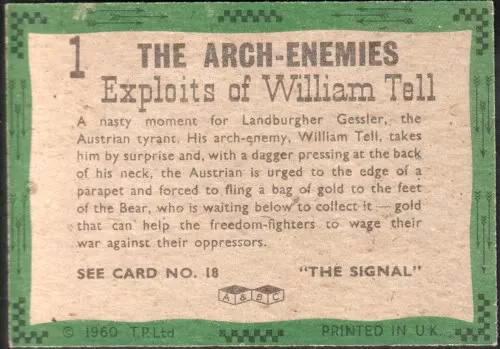 1 THE ARCH-ENEMIES
Exploits of William Tell
A nasty moment for Landburgher Gessler, the
Austrian tyrant. His arch-enemy, William Tell, takes
him by surprise and, with a dagger pressing at the back
of his neck, the Austrian is urged to the edge of a
parapet and forced to fling a bag of gold to the feet
of the Bear, who is waiting below to collect it — gold
that can help the freedom-fighters to wage their
war against their oppressors.
SEE CARD NO. 18 "THE SIGNAL"
A & B C
© 1960 T.P. Ltd PRINTED IN U.K.